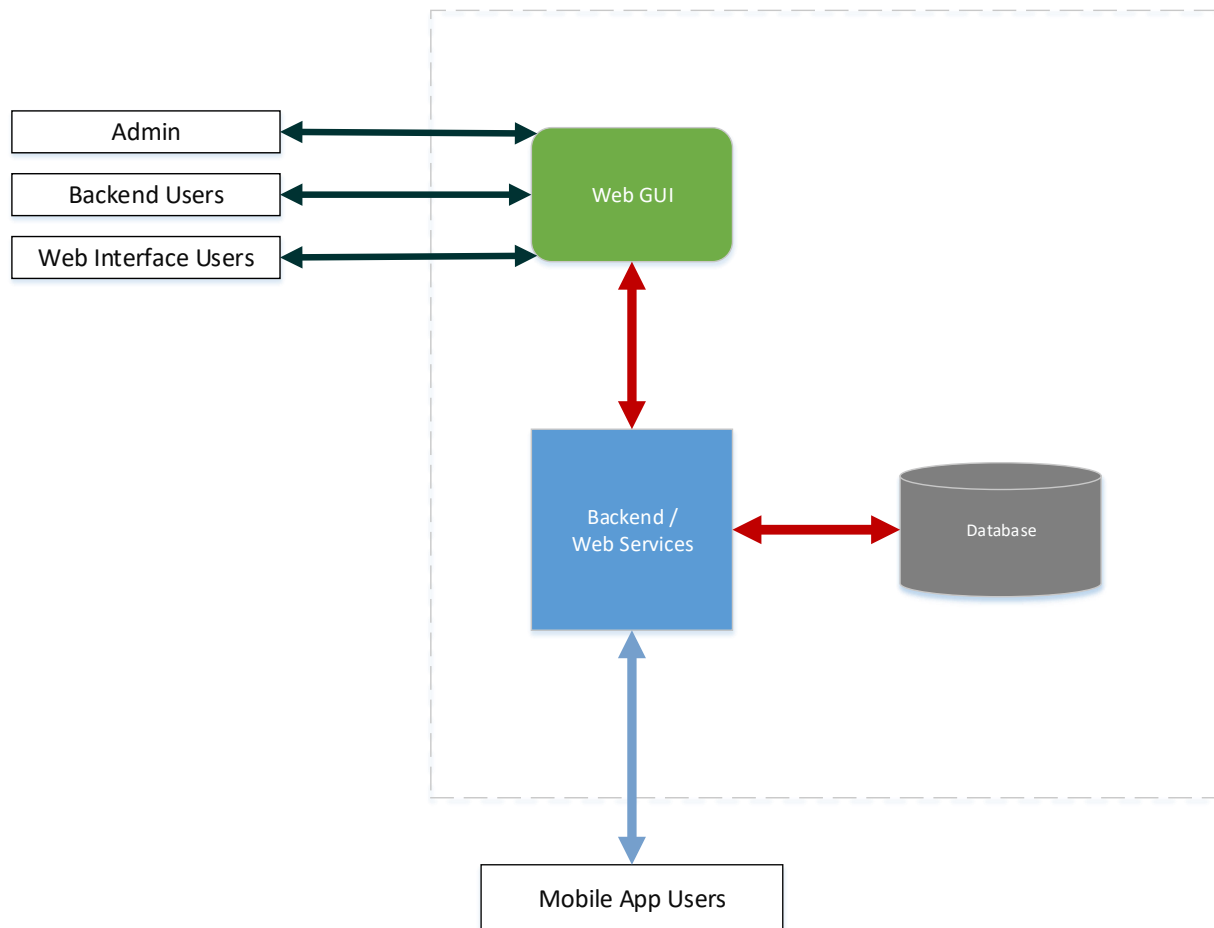 Admin
Backend Users
Web GUI
Web Interface Users
Backend /
Web Services
Database
Mobile App Users